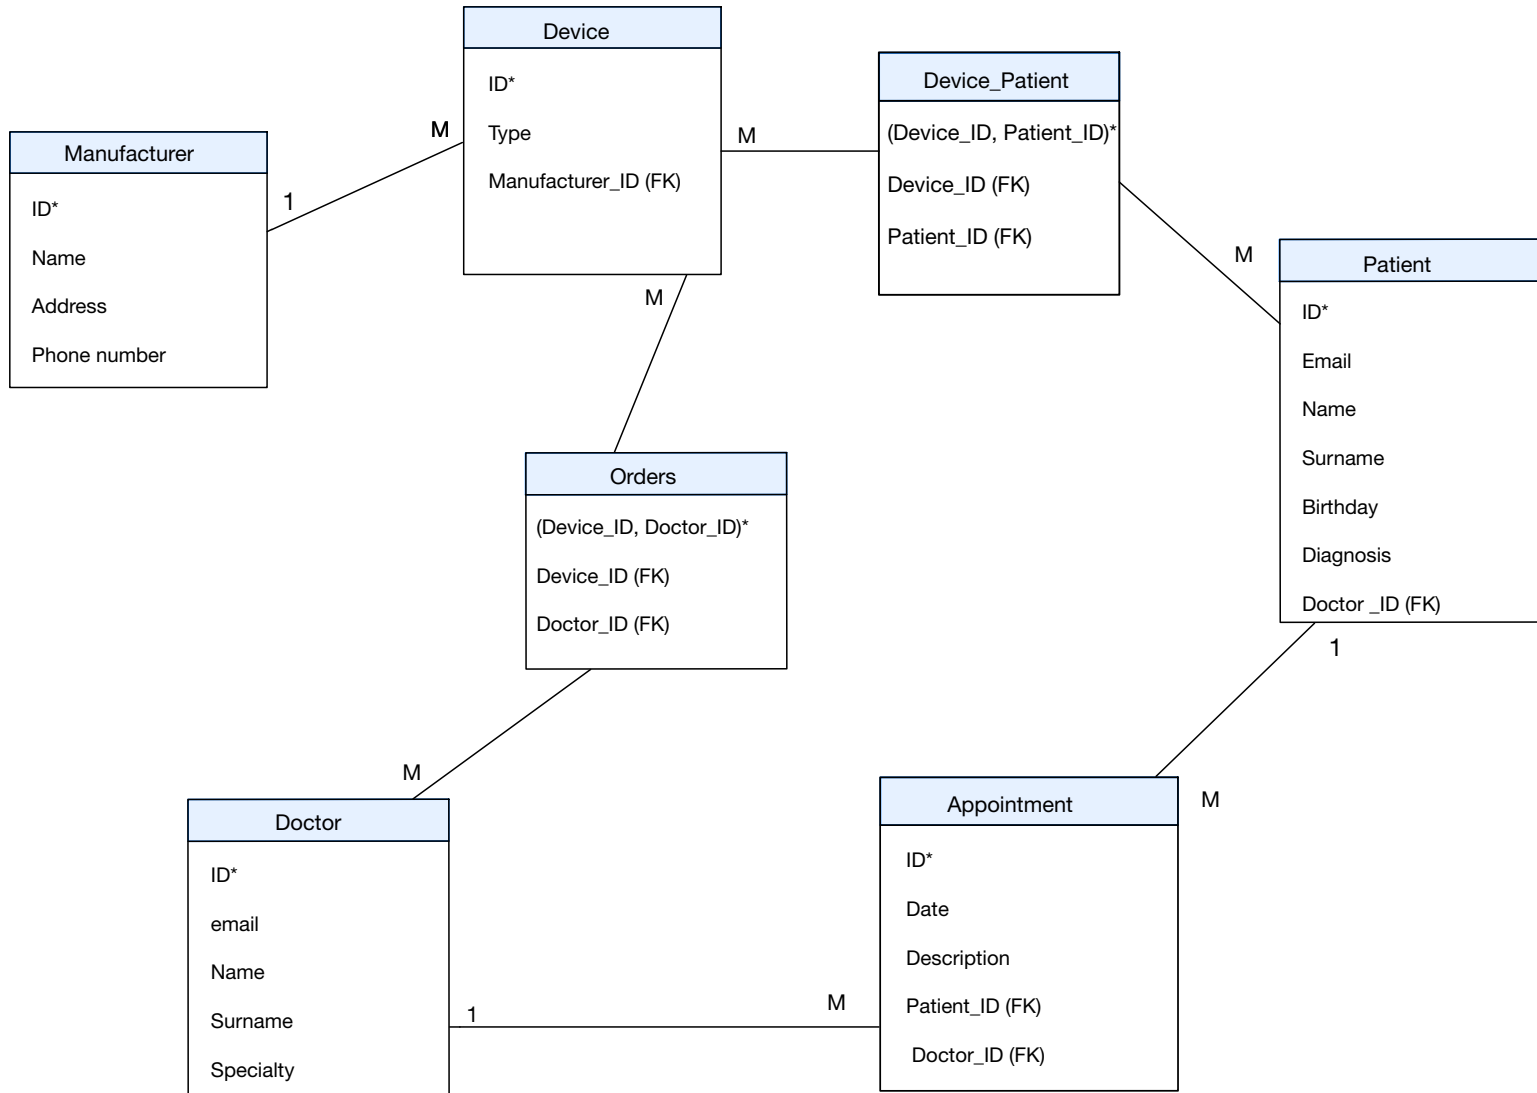 Device
ID*
Type
Manufacturer_ID (FK)
M
M
M
Device_Patient
(Device_ID, Patient_ID)*
Device_ID (FK)
Patient_ID (FK)
M
Manufacturer
ID*
Name
Address
Phone number
1
Patient
ID*
Email
Name
Surname
Birthday
Diagnosis
Doctor _ID (FK)
1
Orders
(Device_ID, Doctor_ID)*
Device_ID (FK)
Doctor_ID (FK)
M
Doctor
ID*
email
Name
Surname
Specialty
1
M
Appointment
ID*
Date
Description
Patient_ID (FK)
Doctor_ID (FK)
M